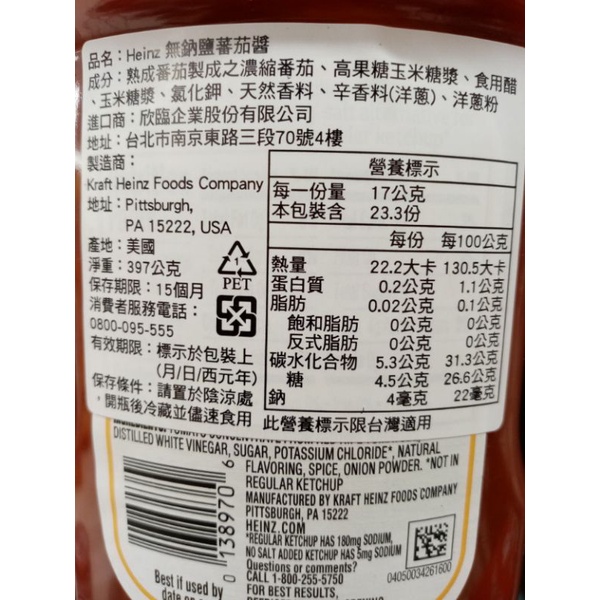 品名：Heinz 無鈉鹽蕃茄醬
成分：熟成番茄製成之濃縮番茄、高果糖玉米糖漿、食用醋
、玉米糖漿、氯化鉀、天然香料、辛香料(洋蔥)、洋蔥粉
進口商：欣臨企業股份有限公司
地址：台北市南京東路三段70號4樓
製造商：
Kraft Heinz Foods Company
地址：Pittsburgh,
PA 15222, USA
產地：美國
淨重：397公克
保存期限：15個月
消費者服務電話：
0800-095-555
有效期限：標示於包裝上
(月/日/西元年)
保存條件：請置於陰涼處
，開瓶後冷藏並儘速食用
1
PET
營養標示
每一份量 17公克
本包裝含 23.3份
每份 每100公克
熱量 22.2大卡 130.5大卡
蛋白質 0.2公克 1.1公克
脂肪 0.02公克 0.1公克
飽和脂肪 0公克 0公克
反式脂肪 0公克 0公克
碳水化合物 5.3公克 31.3公克
糖 4.5公克 26.6公克
鈉 4毫克 22毫克
此營養標示限台灣適用
DISTILLED WHITE VINEGAR, SUGAR, POTASSIUM CHLORIDE*, NATURAL
FLAVORING, SPICE, ONION POWDER. *NOT IN
REGULAR KETCHUP
MANUFACTURED BY KRAFT HEINZ FOODS COMPANY
PITTSBURGH, PA 15222
HEINZ.COM
*REGULAR KETCHUP HAS 180mg SODIUM,
NO SALT ADDED KETCHUP HAS 5mg SODIUM
Questions or comments?
CALL 1-800-255-5750
FOR BEST RESULTS,
0 138970 6
Best if used by
date on
04050034261600